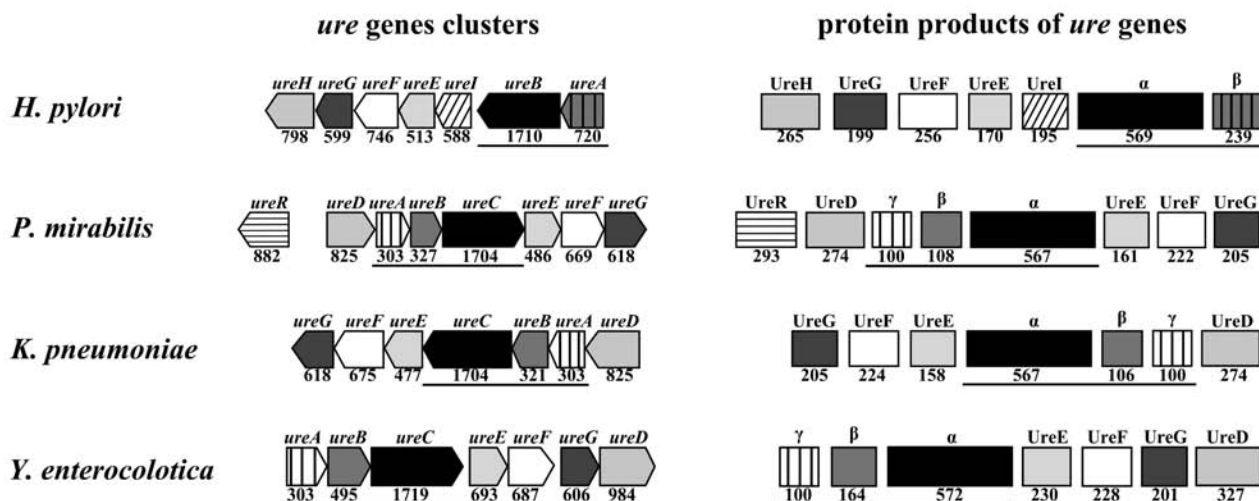 ure genes clusters protein products of ure genes
ureH ureG ureF ureE ureI ureB ureA UreH UreG UreF UreE UreI α β
H. pylori
798 599 746 513 588 1710 720 265 199 256 170 195 569 239
ureR ureD ureA ureB ureC ureE ureF ureG UreR UreD γ β α UreE UreF UreG
P. mirabilis
882 825 303 327 1704 486 669 618 293 274 100 108 567 161 222 205
ureG ureF ureE ureC ureB ureA ureD UreG UreF UreE α β γ UreD
K. pneumoniae
618 675 477 1704 321 303 825 205 224 158 567 106 100 274
ureA ureB ureC ureE ureF ureG ureD γ β α UreE UreF UreG UreD
Y. enterocolotica
303 495 1719 693 687 606 984 100 164 572 230 228 201 327